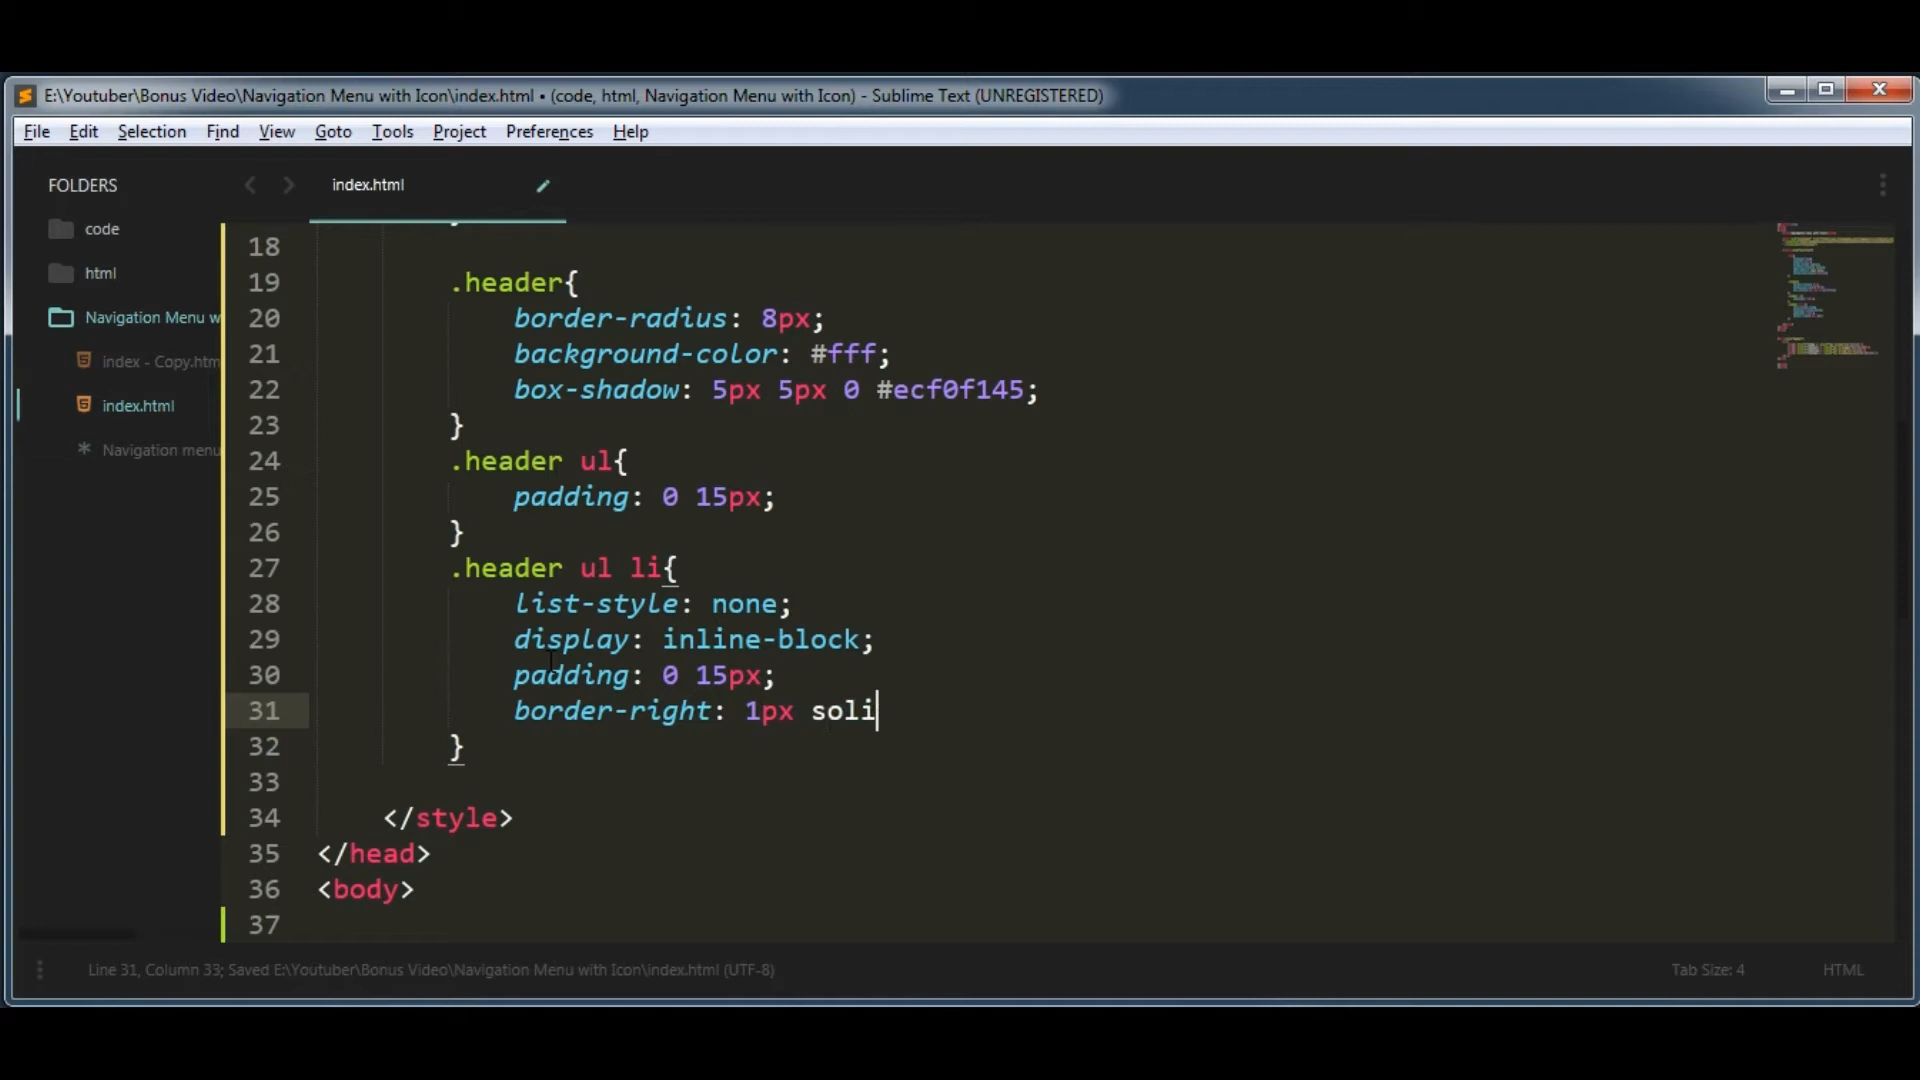 E:\Youtuber\Bonus Video\Navigation Menu with Icon\index.html • (code, html, Navigation Menu with Icon) - Sublime Text (UNREGISTERED)
File Edit Selection Find View Goto Tools Project Preferences Help
FOLDERS
code
html
Navigation Menu w
index - Copy.htm
index.html
Navigation menu
index.html
18
19 .header{
20 border-radius: 8px;
21 background-color: #fff;
22 box-shadow: 5px 5px 0 #ecf0f145;
23 }
24 .header ul{
25 padding: 0 15px;
26 }
27 .header ul li{
28 list-style: none;
29 display: inline-block;
30 padding: 0 15px;
31 border-right: 1px soli
32 }
33
34 </style>
35 </head>
36 <body>
37
Line 31, Column 33; Saved E:\Youtuber\Bonus Video\Navigation Menu with Icon\index.html (UTF-8)
Tab Size: 4
HTML